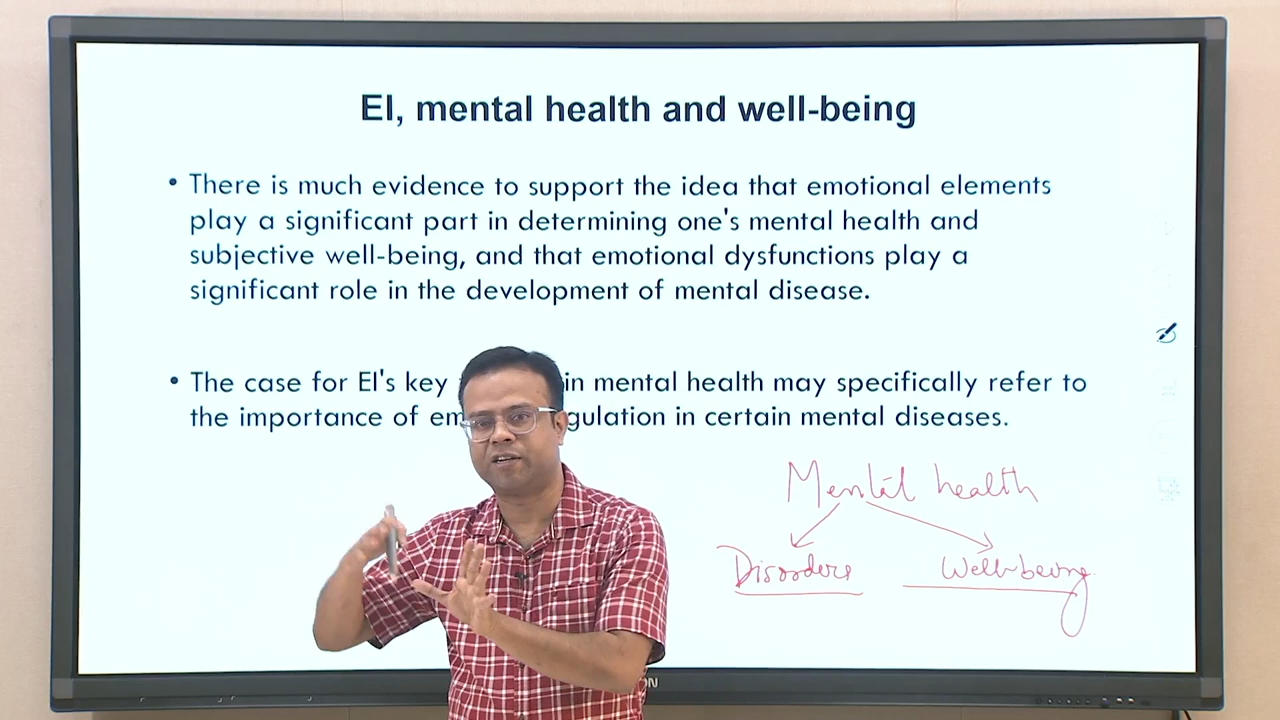 EI, mental health and well-being
• There is much evidence to support the idea that emotional elements
play a significant part in determining one's mental health and
subjective well-being, and that emotional dysfunctions play a
significant role in the development of mental disease.
• The case for EI's key in mental health may specifically refer to
the importance of em gulation in certain mental diseases.
Mental health
Disorders Well-being
ON